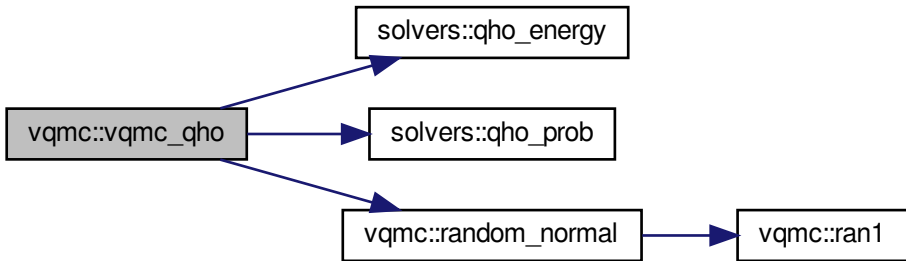 solvers::qho_energy
vqmc::vqmc_qho
solvers::qho_prob
vqmc::random_normal
vqmc::ran1